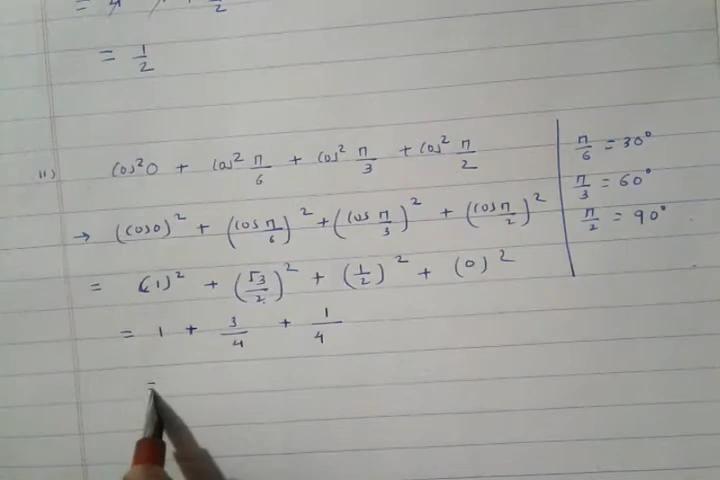 = 1/2
ii) cos²0 + cos² π/6 + cos² π/3 + cos² π/2
→ (cos0)² + (cos π/6)² + (cos π/3)² + (cos π/2)²
= (1)² + (√3/2)² + (1/2)² + (0)²
= 1 + 3/4 + 1/4
=
π/6 = 30°
π/3 = 60°
π/2 = 90°